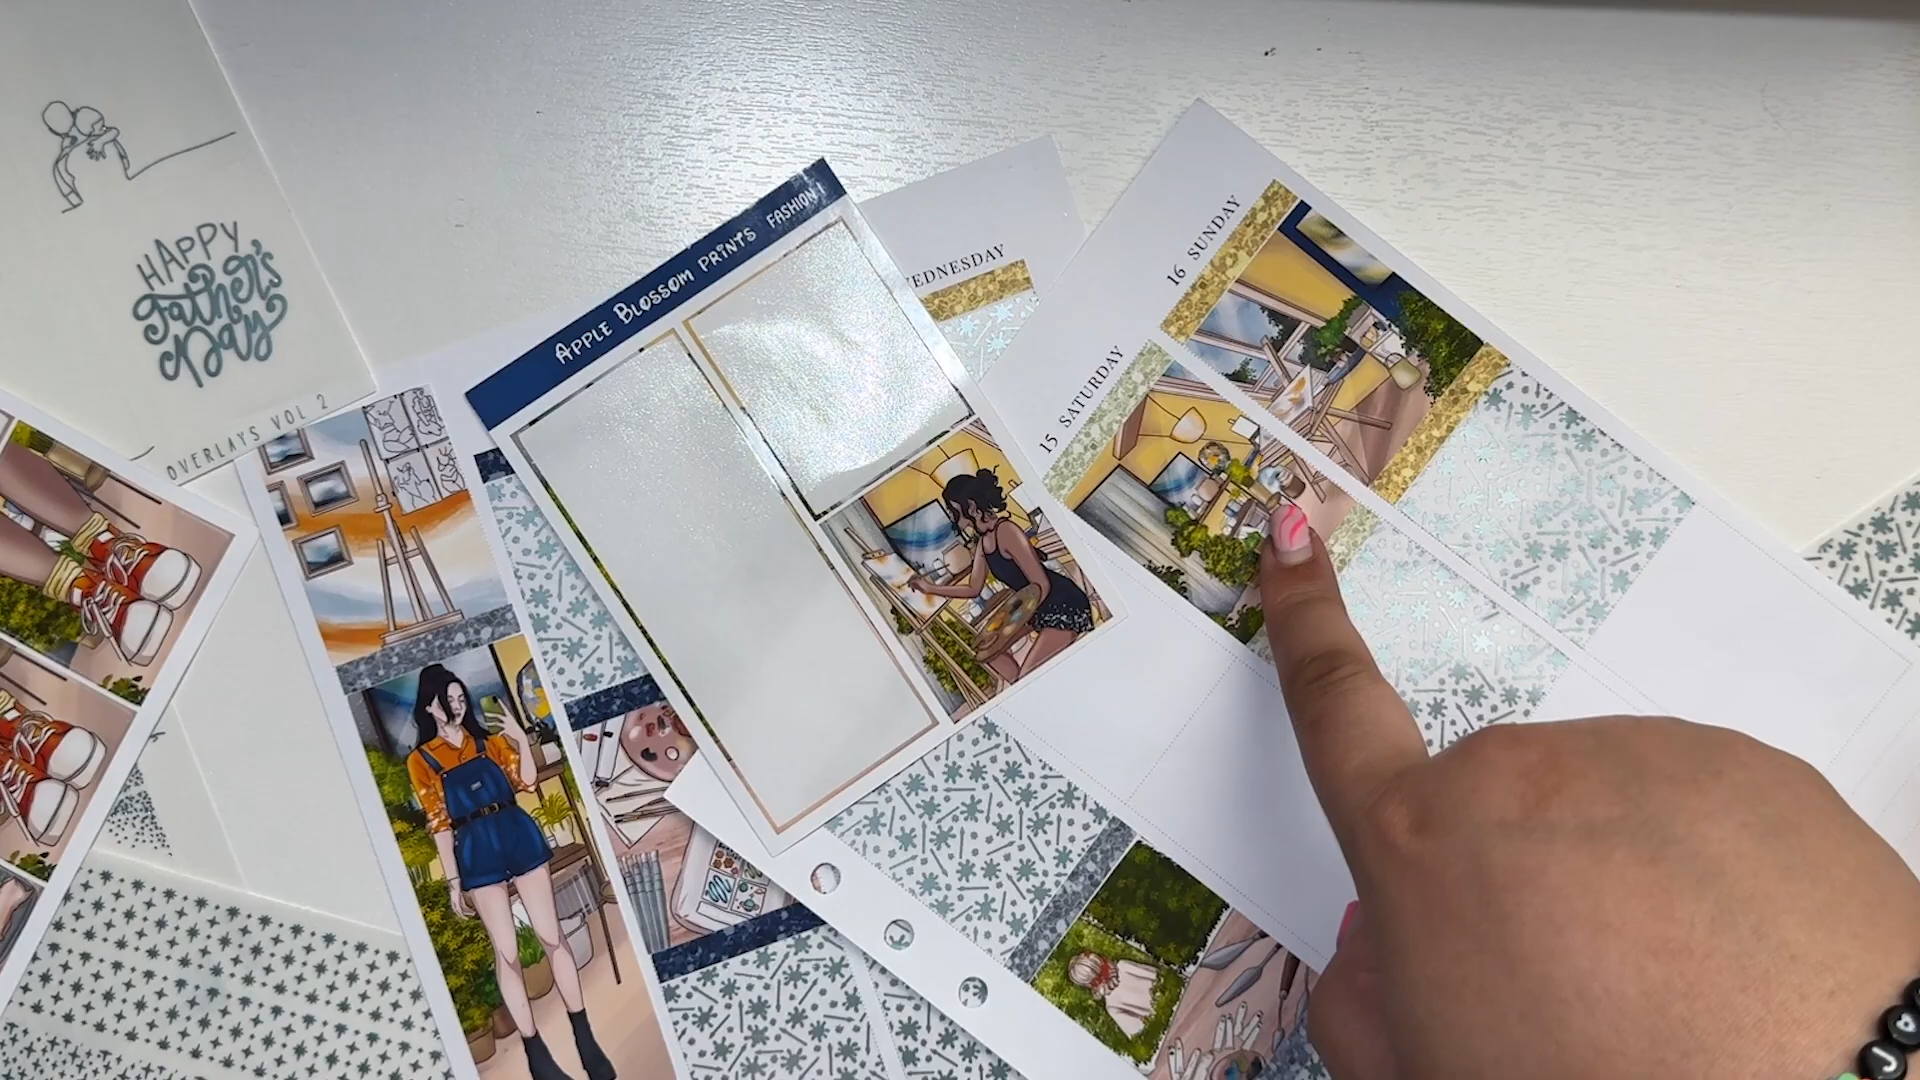 HAPPY
Father's
Day
OVERLAYS VOL 2
APPLE BLOSSOM PRINTS FASHION
WEDNESDAY
15 SATURDAY
16 SUNDAY
J